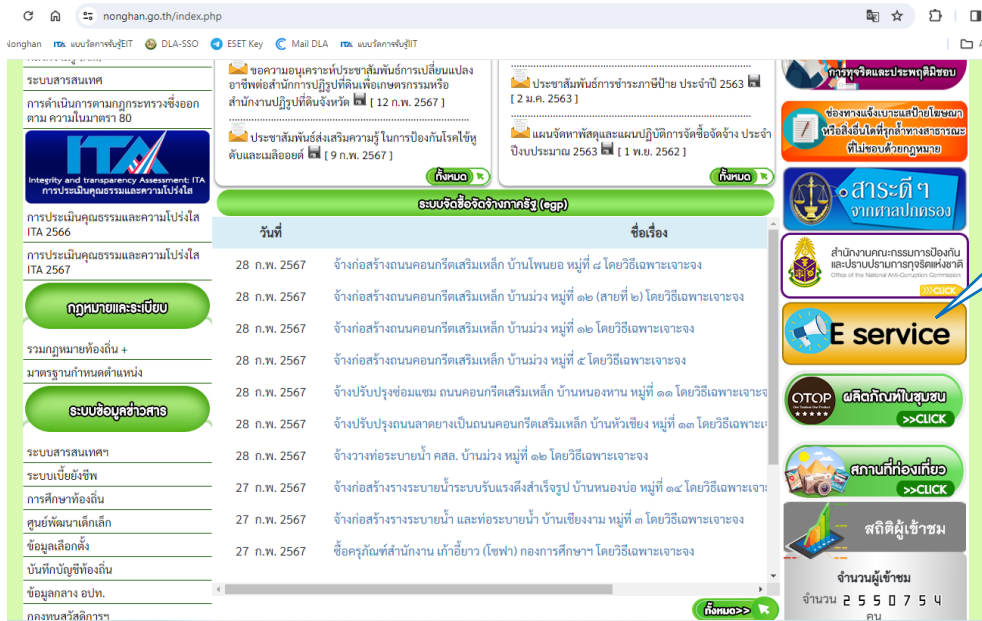 nonghan.go.th/index.php
Nonghan
ITA แบบวัดการรับรู้EIT
DLA-SSO
ESET Key
Mail DLA
ITA แบบวัดการรับรู้IIT
ระบบสารสนเทศ
การดำเนินการตามกฎกระทรวงซึ่งออก
ตาม ความในมาตรา 80
ITA
Integrity and transparency Assessment: ITA
การประเมินคุณธรรมและความโปร่งใส
การประเมินคุณธรรมและความโปร่งใส
ITA 2566
การประเมินคุณธรรมและความโปร่งใส
ITA 2567
กฎหมายและระเบียบ
รวมกฎหมายท้องถิ่น +
มาตรฐานกำหนดตำแหน่ง
ระบบข้อมูลข่าวสาร
ระบบสารสนเทศฯ
ระบบเบี้ยยังชีพ
การศึกษาท้องถิ่น
ศูนย์พัฒนาเด็กเล็ก
ข้อมูลเลือกตั้ง
บันทึกบัญชีท้องถิ่น
ข้อมูลกลาง อปท.
กองทุนสวัสดิการฯ
ขอความอนุเคราะห์ประชาสัมพันธ์การเปลี่ยนแปลง
อาชีพต่อสำนักการปฏิรูปที่ดินเพื่อเกษตรกรรมหรือ
สำนักงานปฏิรูปที่ดินจังหวัด [ 12 ก.พ. 2567 ]
ประชาสัมพันธ์ส่งเสริมความรู้ ในการป้องกันโรคไข้หู
ดับและเมลิออยด์ [ 9 ก.พ. 2567 ]
ทั้งหมด
ประชาสัมพันธ์การชำระภาษีป้าย ประจำปี 2563
[ 2 ม.ค. 2563 ]
แผนจัดหาพัสดุและแผนปฏิบัติการจัดซื้อจัดจ้าง ประจำ
ปีงบประมาณ 2563 [ 1 พ.ย. 2562 ]
ทั้งหมด
ระบบจัดซื้อจัดจ้างภาครัฐ (egp)
วันที่ ชื่อเรื่อง
28 ก.พ. 2567 จ้างก่อสร้างถนนคอนกรีตเสริมเหล็ก บ้านโพนยอ หมู่ที่ ๘ โดยวิธีเฉพาะเจาะจง
28 ก.พ. 2567 จ้างก่อสร้างถนนคอนกรีตเสริมเหล็ก บ้านม่วง หมู่ที่ ๑๒ (สายที่ ๒) โดยวิธีเฉพาะเจาะจง
28 ก.พ. 2567 จ้างก่อสร้างถนนคอนกรีตเสริมเหล็ก บ้านม่วง หมู่ที่ ๑๒ โดยวิธีเฉพาะเจาะจง
28 ก.พ. 2567 จ้างก่อสร้างถนนคอนกรีตเสริมเหล็ก บ้านม่วง หมู่ที่ ๕ โดยวิธีเฉพาะเจาะจง
28 ก.พ. 2567 จ้างปรับปรุงซ่อมแซม ถนนคอนกรีตเสริมเหล็ก บ้านหนองหาน หมู่ที่ ๑๑ โดยวิธีเฉพาะเจาะจ
28 ก.พ. 2567 จ้างปรับปรุงถนนลาดยางเป็นถนนคอนกรีตเสริมเหล็ก บ้านหัวเชียง หมู่ที่ ๑๓ โดยวิธีเฉพาะเ
28 ก.พ. 2567 จ้างวางท่อระบายน้ำ คสล. บ้านม่วง หมู่ที่ ๑๒ โดยวิธีเฉพาะเจาะจง
27 ก.พ. 2567 จ้างก่อสร้างรางระบายน้ำระบบรับแรงดึงสำเร็จรูป บ้านหนองบ่อ หมู่ที่ ๑๔ โดยวิธีเฉพาะเจา
27 ก.พ. 2567 จ้างก่อสร้างรางระบายน้ำ และท่อระบายน้ำ บ้านเชียงงาม หมู่ที่ ๓ โดยวิธีเฉพาะเจาะจง
27 ก.พ. 2567 ซื้อครุภัณฑ์สำนักงาน เก้าอี้ยาว (โซฟา) กองการศึกษาฯ โดยวิธีเฉพาะเจาะจง
ทั้งหมด>>
การทุจริตและประพฤติมิชอบ
ช่องทางแจ้งเบาะแสป้ายโฆษณา
หรือสิ่งอื่นใดที่รุกล้ำทางสาธารณะ
ที่ไม่ชอบด้วยกฎหมาย
สาระดี ๆ
จากศาลปกครอง
สำนักงานคณะกรรมการป้องกัน
และปราบปรามการทุจริตแห่งชาติ
Office of the National Anti-Corruption Commission
>>>CLICK
E service
OTOP
ผลิตภัณฑ์ในชุมชน
>>CLICK
สถานที่ท่องเที่ยว
>>CLICK
สถิติผู้เข้าชม
จำนวนผู้เข้าชม
จำนวน 2550754
คน